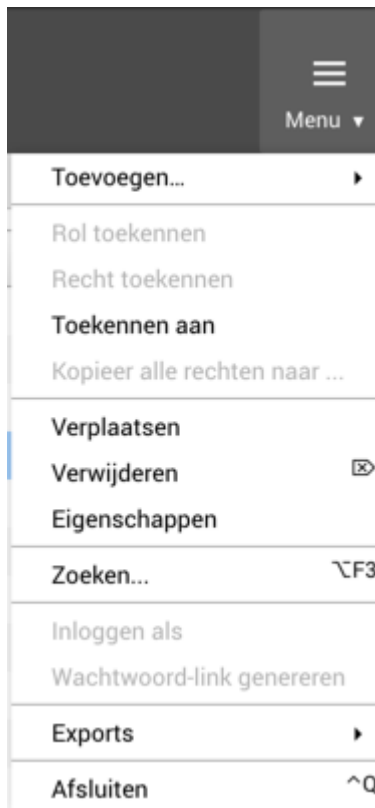 Menu ▼
Toevoegen...
Rol toekennen
Recht toekennen
Toekennen aan
Kopieer alle rechten naar ...
Verplaatsen
Verwijderen ⌦
Eigenschappen
Zoeken... ⌥F3
Inloggen als
Wachtwoord-link genereren
Exports
Afsluiten ^Q